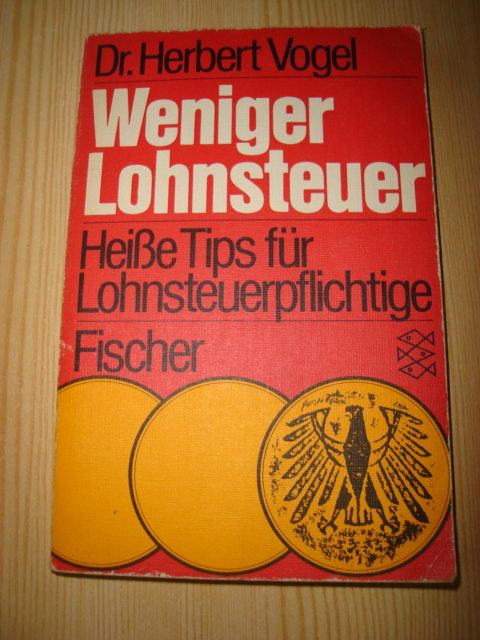 Dr. Herbert Vogel
Weniger
Lohnsteuer
Heiße Tips für
Lohnsteuerpflichtige
Fischer